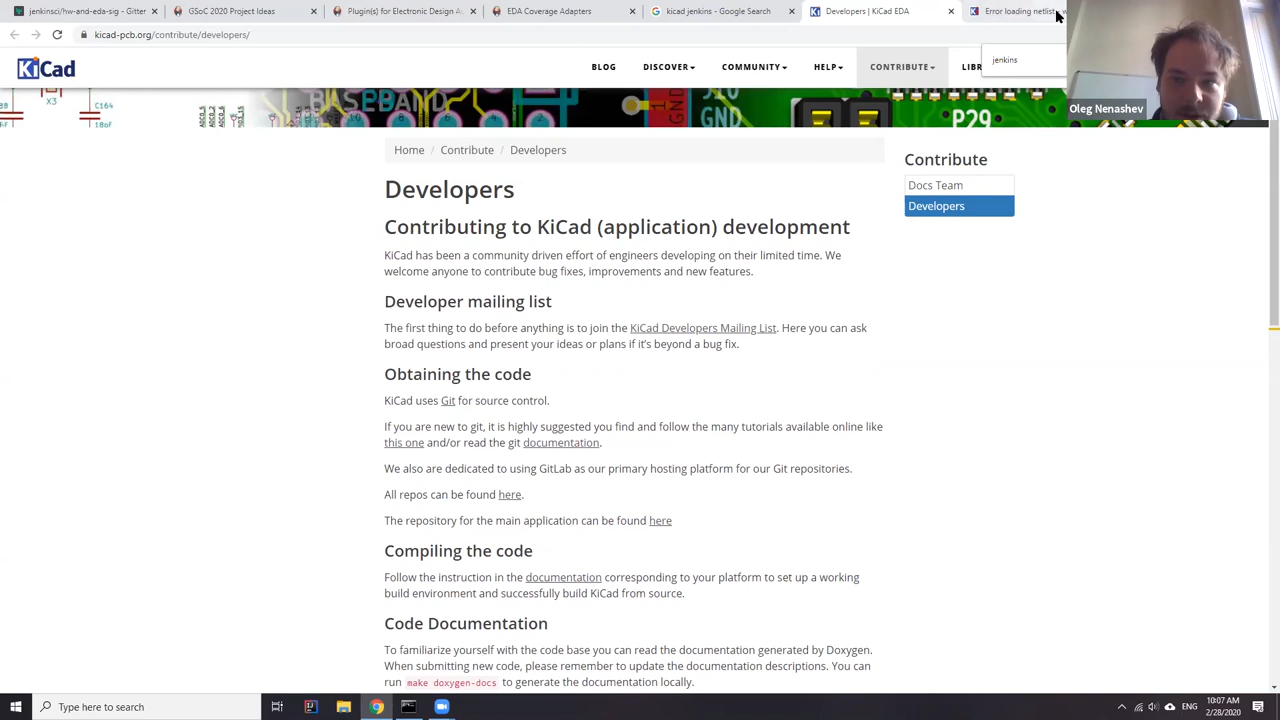 jenkinsci/hw-and-eda-sig - Gitter
GSoC 2020 Project Ideas
Plugin(s) for Electronic Design A
EDA Coverage Adapters
kicad jenkins - Google Search
Developers | KiCad EDA
Error loading netlist
kicad-pcb.org/contribute/developers/
KiCad
BLOG
DISCOVER
COMMUNITY
HELP
CONTRIBUTE
LIBR
jenkins
X3
C164
18pF
BASEBAND
GND
GND
P29
Oleg Nenashev
Home / Contribute / Developers
Contribute
Docs Team
Developers
Developers
Contributing to KiCad (application) development
KiCad has been a community driven effort of engineers developing on their limited time. We
welcome anyone to contribute bug fixes, improvements and new features.
Developer mailing list
The first thing to do before anything is to join the KiCad Developers Mailing List. Here you can ask
broad questions and present your ideas or plans if it's beyond a bug fix.
Obtaining the code
KiCad uses Git for source control.
If you are new to git, it is highly suggested you find and follow the many tutorials available online like
this one and/or read the git documentation.
We also are dedicated to using GitLab as our primary hosting platform for our Git repositories.
All repos can be found here.
The repository for the main application can be found here
Compiling the code
Follow the instruction in the documentation corresponding to your platform to set up a working
build environment and successfully build KiCad from source.
Code Documentation
To familiarize yourself with the code base you can read the documentation generated by Doxygen.
When submitting new code, please remember to update the documentation descriptions. You can
run make doxygen-docs to generate the documentation locally.
Type here to search
ENG
10:07 AM
2/28/2020